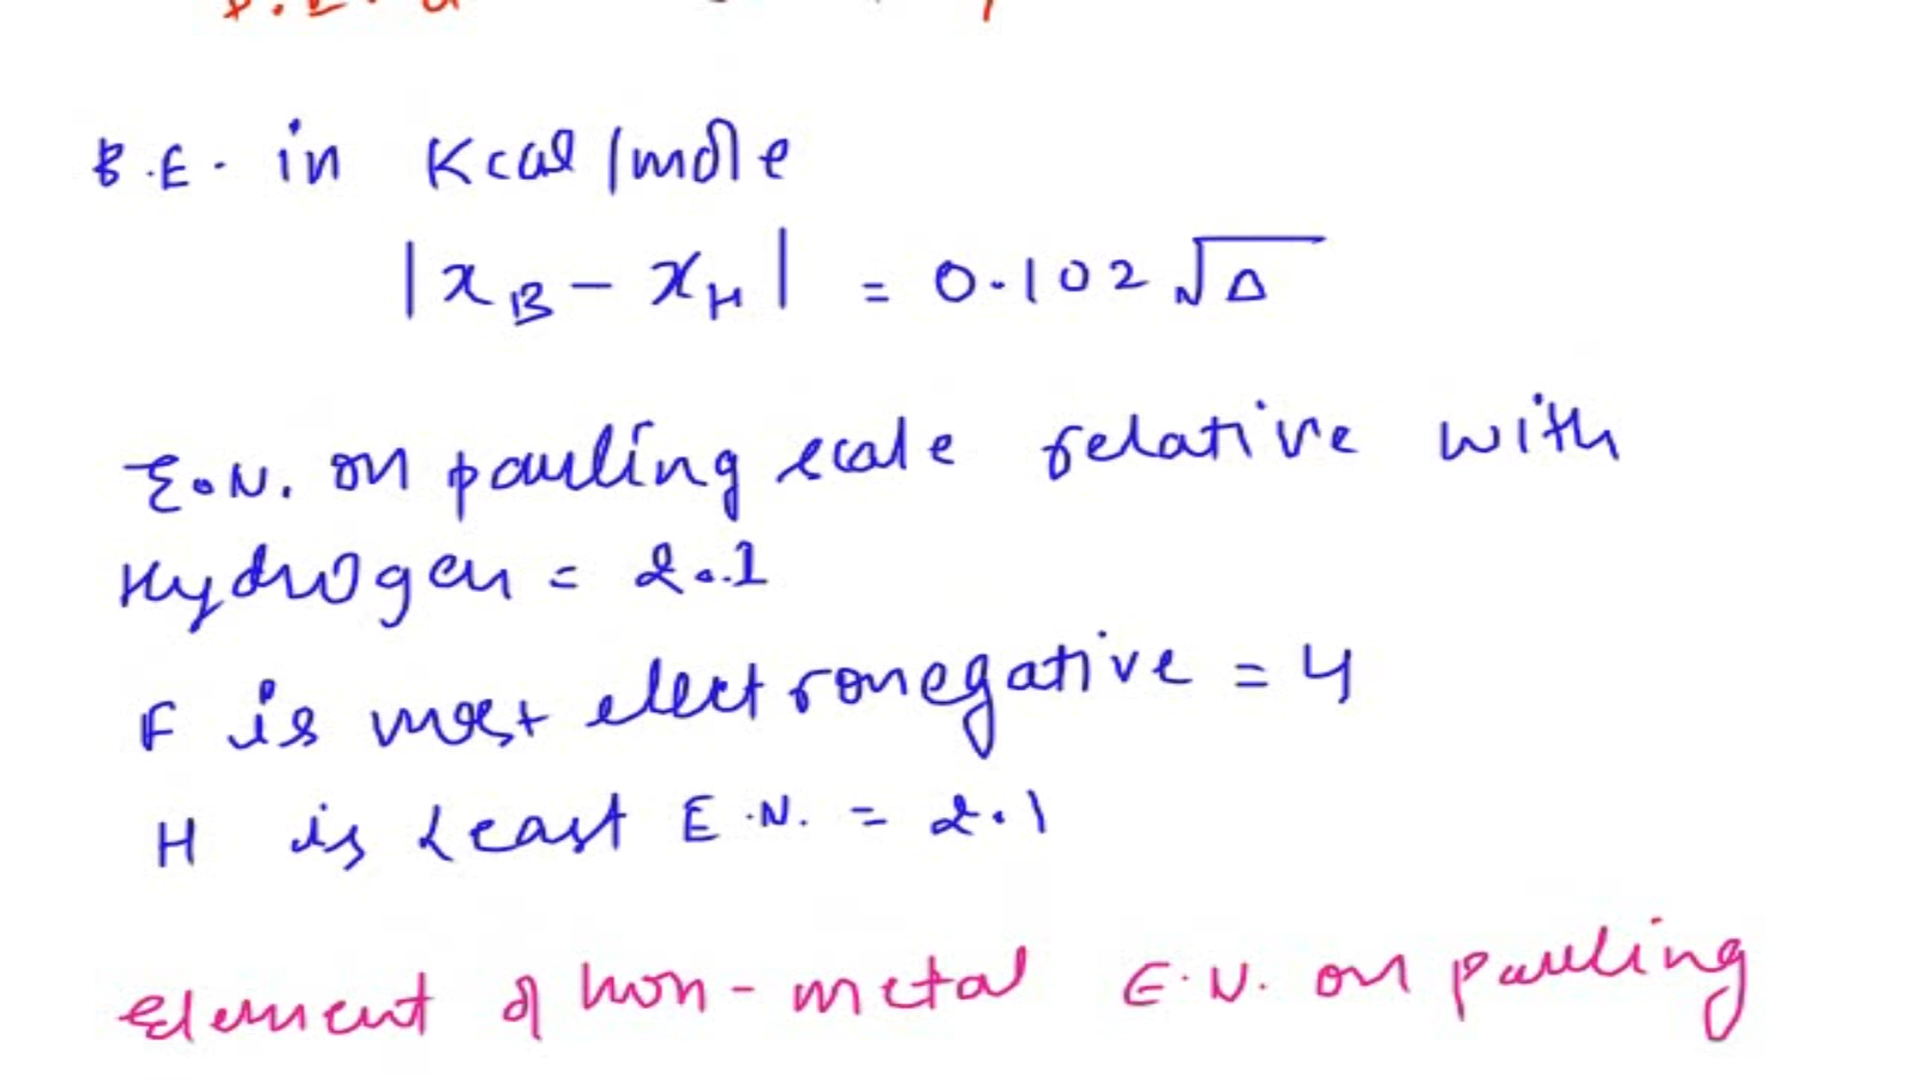 B.E. in Kcal/mole
|x_B - x_H| = 0.102 √Δ
E.N. on pauling scale relative with
Hydrogen = 2.1
F is most electronegative = 4
H is Least E.N. = 2.1
Element of non-metal E.N. on pauling